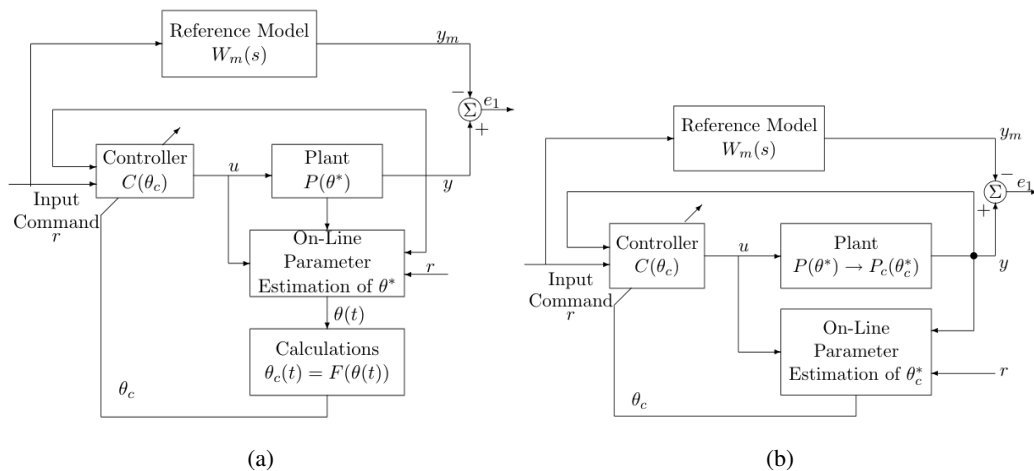 Reference Model
W_m(s)
y_m
−
Σ
e_1
+
Controller
C(θ_c)
u
Plant
P(θ*)
y
Input
Command
r
On-Line
Parameter
Estimation of θ*
r
θ(t)
Calculations
θ_c(t) = F(θ(t))
θ_c
(a)
Reference Model
W_m(s)
y_m
−
Σ
e_1
+
Controller
C(θ_c)
u
Plant
P(θ*) → P_c(θ_c*)
y
Input
Command
r
On-Line
Parameter
Estimation of θ_c*
r
θ_c
(b)